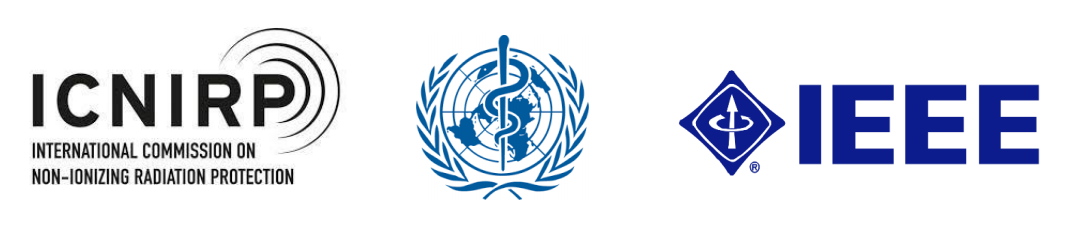 ICNIRP
INTERNATIONAL COMMISSION ON
NON-IONIZING RADIATION PROTECTION
IEEE
®